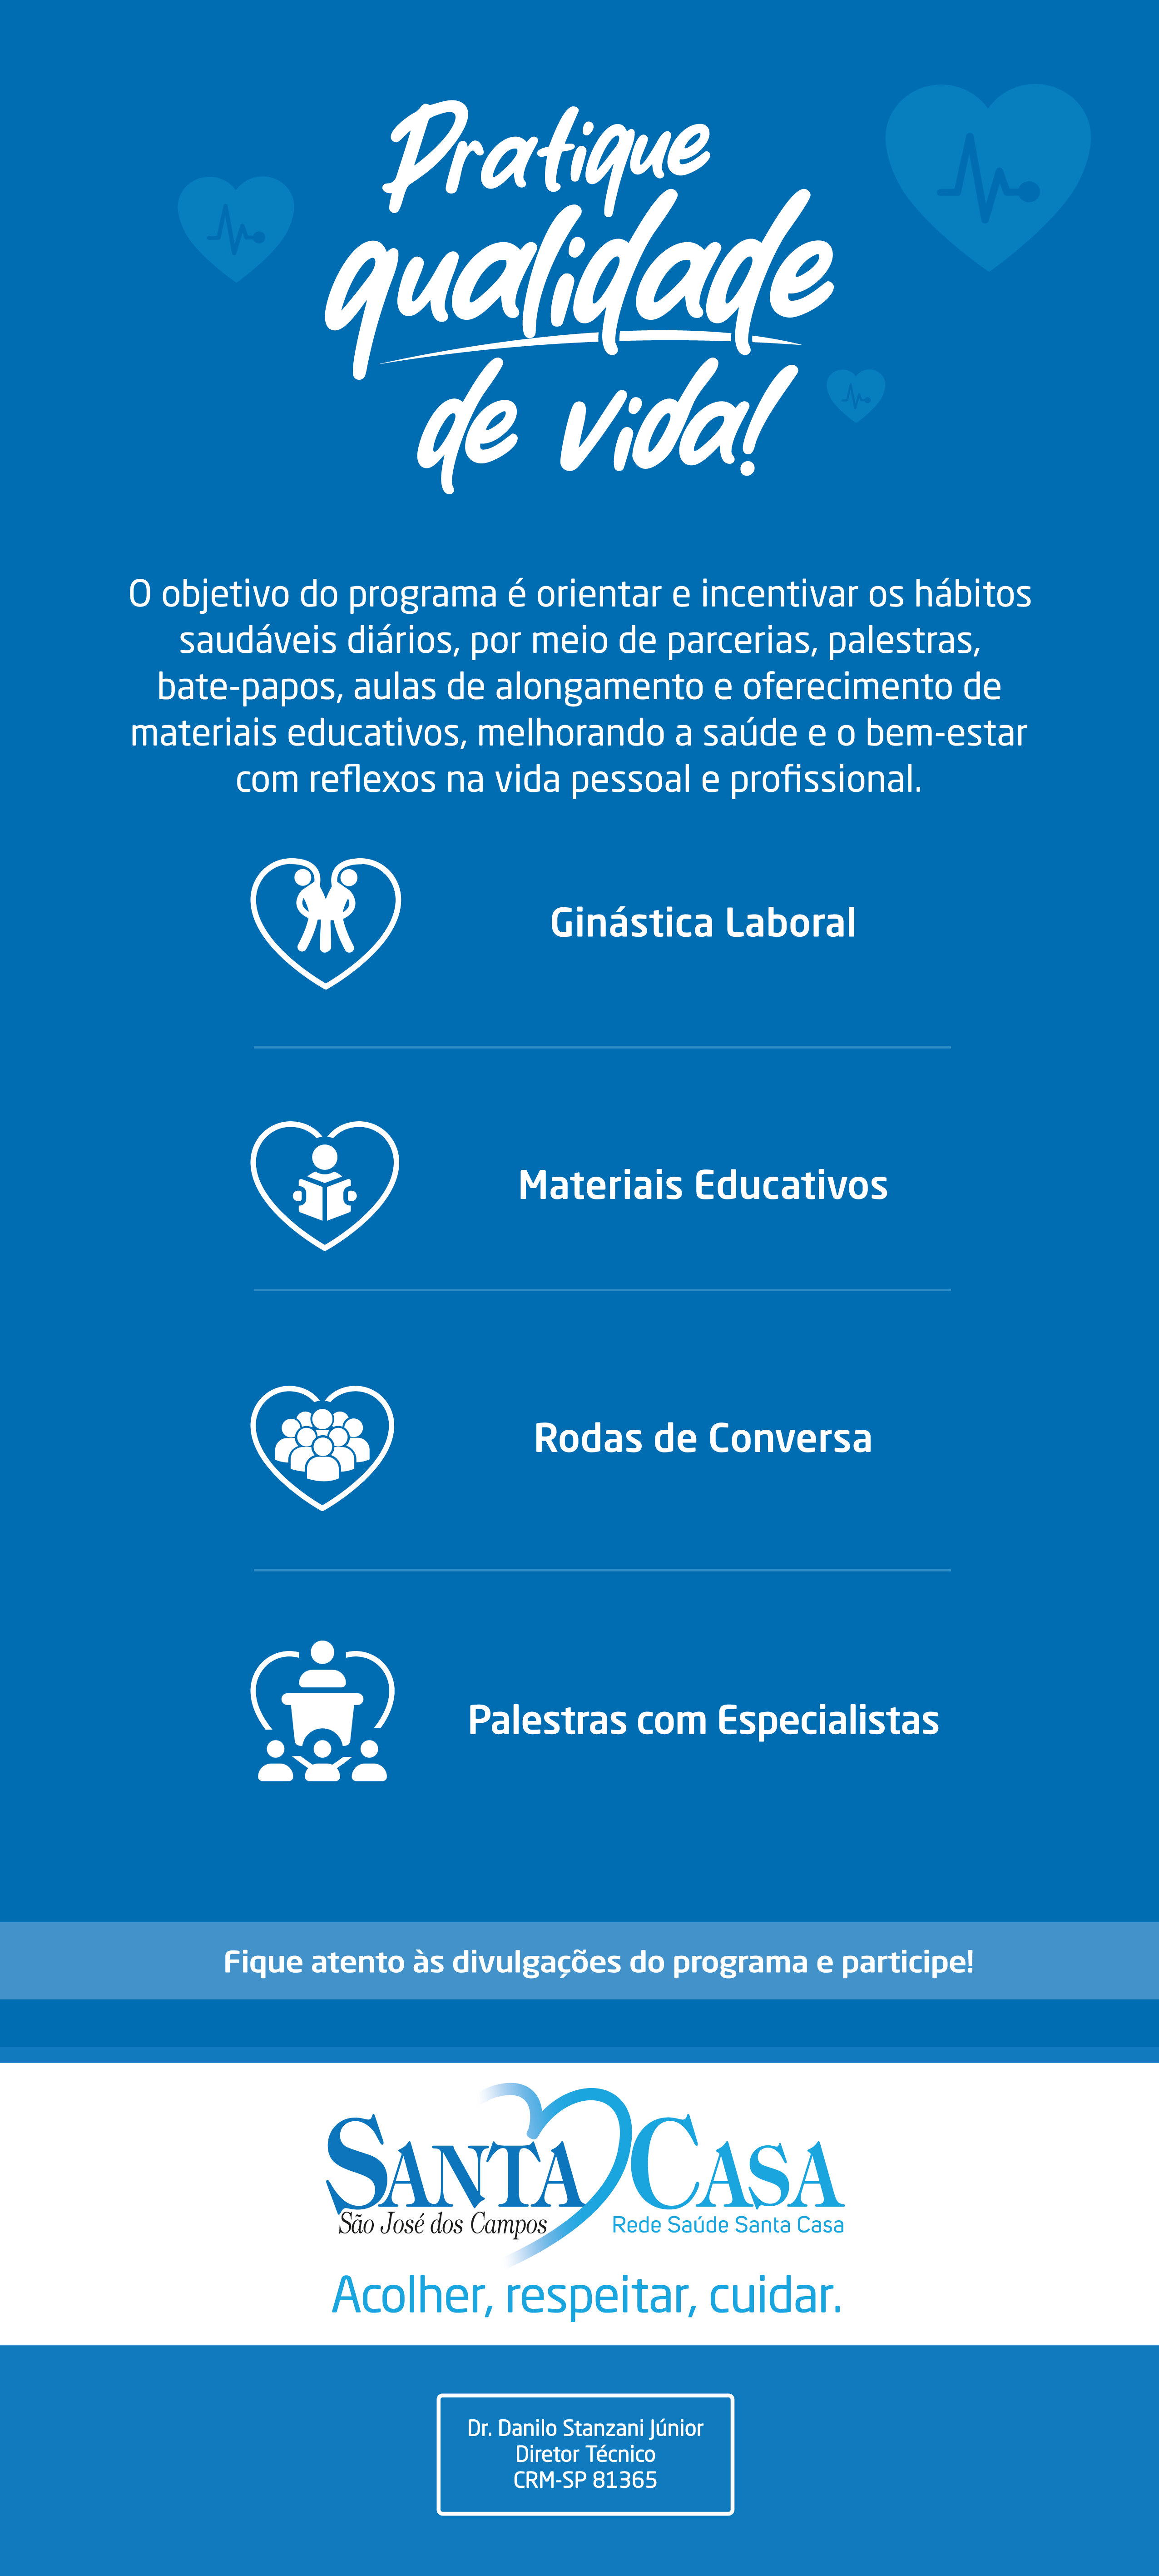 Pratique
qualidade
de vida!
O objetivo do programa é orientar e incentivar os hábitos
saudáveis diários, por meio de parcerias, palestras,
bate-papos, aulas de alongamento e oferecimento de
materiais educativos, melhorando a saúde e o bem-estar
com reflexos na vida pessoal e profissional.
Ginástica Laboral
Materiais Educativos
Rodas de Conversa
Palestras com Especialistas
Fique atento às divulgações do programa e participe!
SANTA CASA
São José dos Campos
Rede Saúde Santa Casa
Acolher, respeitar, cuidar.
Dr. Danilo Stanzani Júnior
Diretor Técnico
CRM-SP 81365